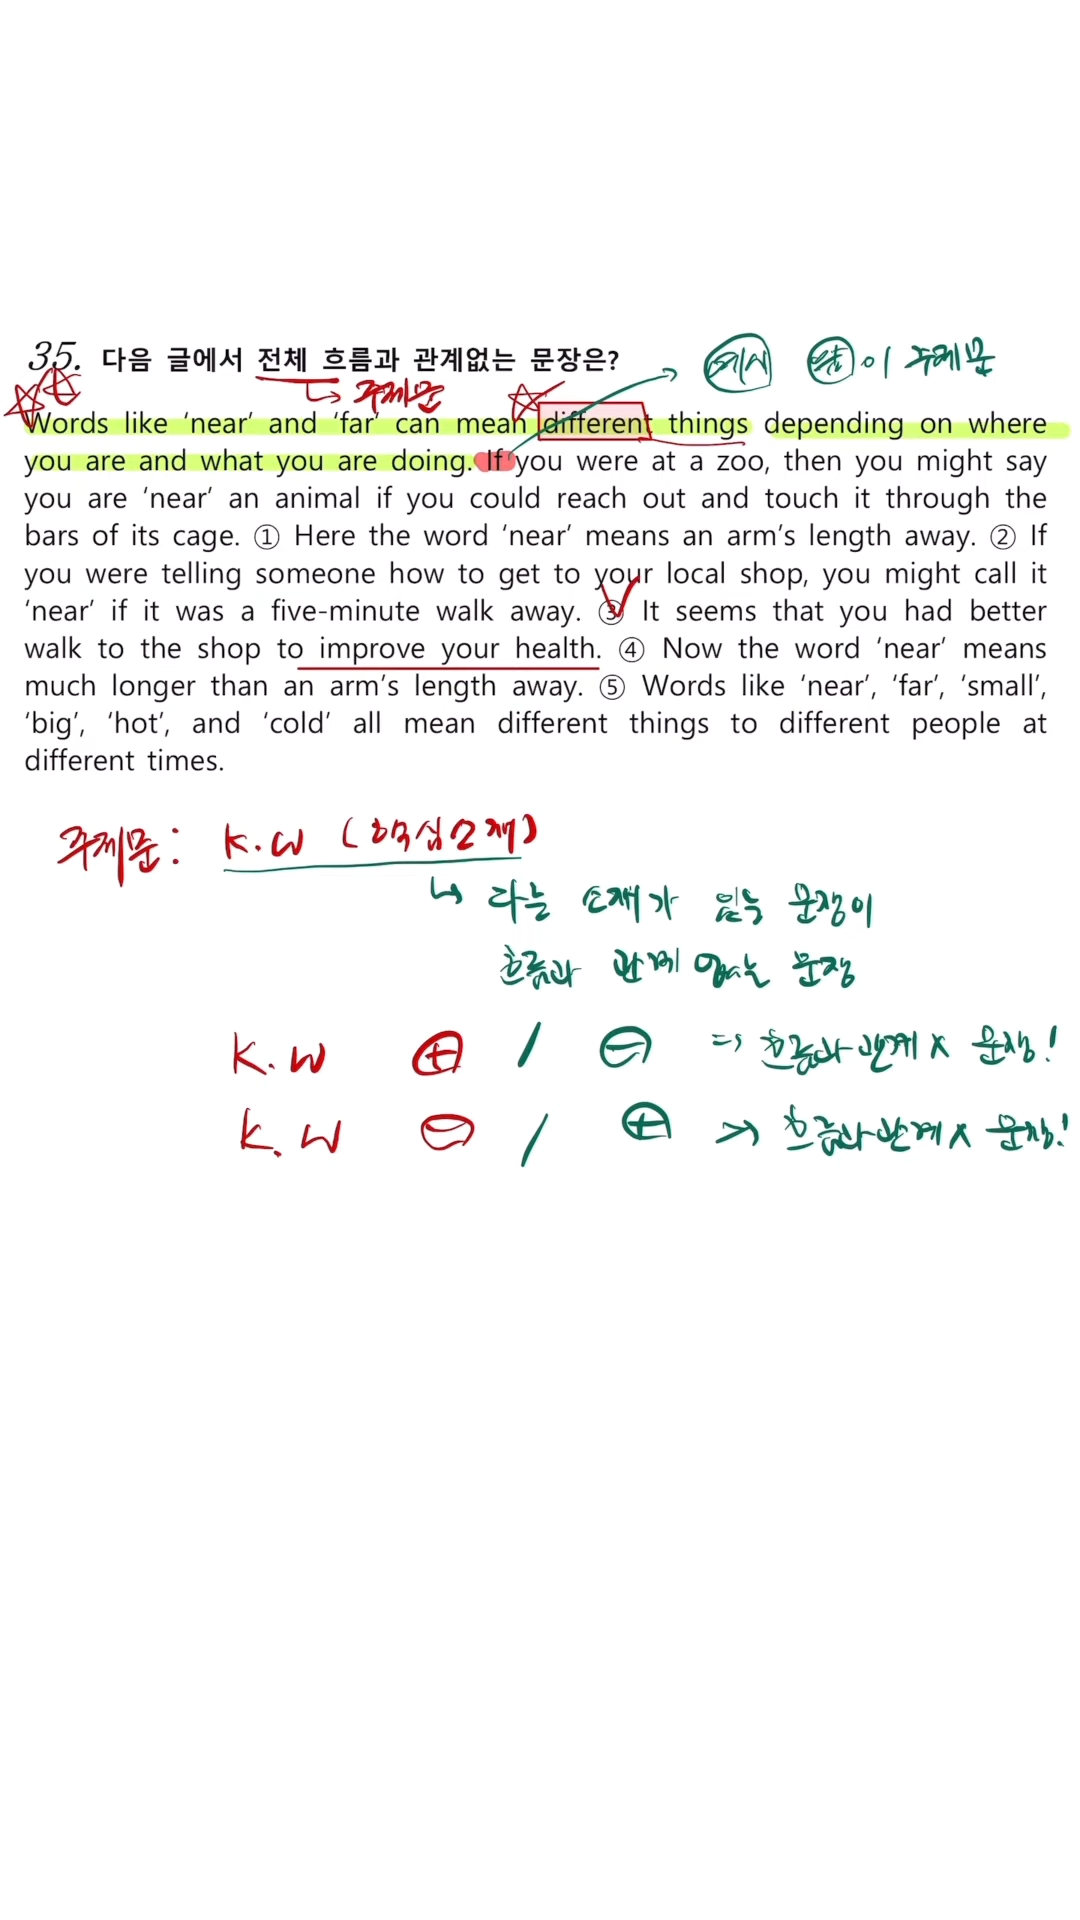 35. 다음 글에서 전체 흐름과 관계없는 문장은?
예시 앞이 주제문
↳ 주제문
Words like ‘near’ and ‘far’ can mean different things depending on where
you are and what you are doing. If you were at a zoo, then you might say
you are ‘near’ an animal if you could reach out and touch it through the
bars of its cage. ① Here the word ‘near’ means an arm’s length away. ② If
you were telling someone how to get to your local shop, you might call it
‘near’ if it was a five-minute walk away. ③ It seems that you had better
walk to the shop to improve your health. ④ Now the word ‘near’ means
much longer than an arm’s length away. ⑤ Words like ‘near’, ‘far’, ‘small’,
‘big’, ‘hot’, and ‘cold’ all mean different things to different people at
different times.
주제문 : K.W (핵심소재)
↳ 다른 소재가 있는 문장이
흐름과 관계 없는 문장
K.W ⊕ / ⊖ => 흐름과 관계 X 문장!
K.W ⊖ / ⊕ => 흐름과 관계 X 문장!